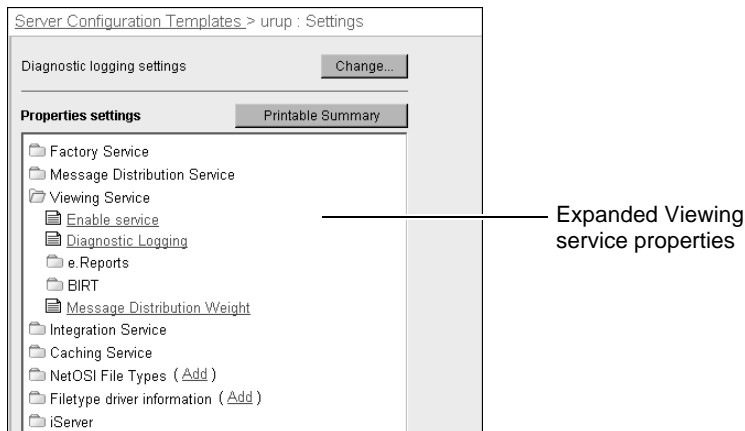 Server Configuration Templates > urup : Settings
Diagnostic logging settings
Change...
Properties settings
Printable Summary
Factory Service
Message Distribution Service
Viewing Service
Enable service
Diagnostic Logging
e.Reports
BIRT
Message Distribution Weight
Integration Service
Caching Service
NetOSI File Types ( Add )
Filetype driver information ( Add )
iServer
Expanded Viewing
service properties